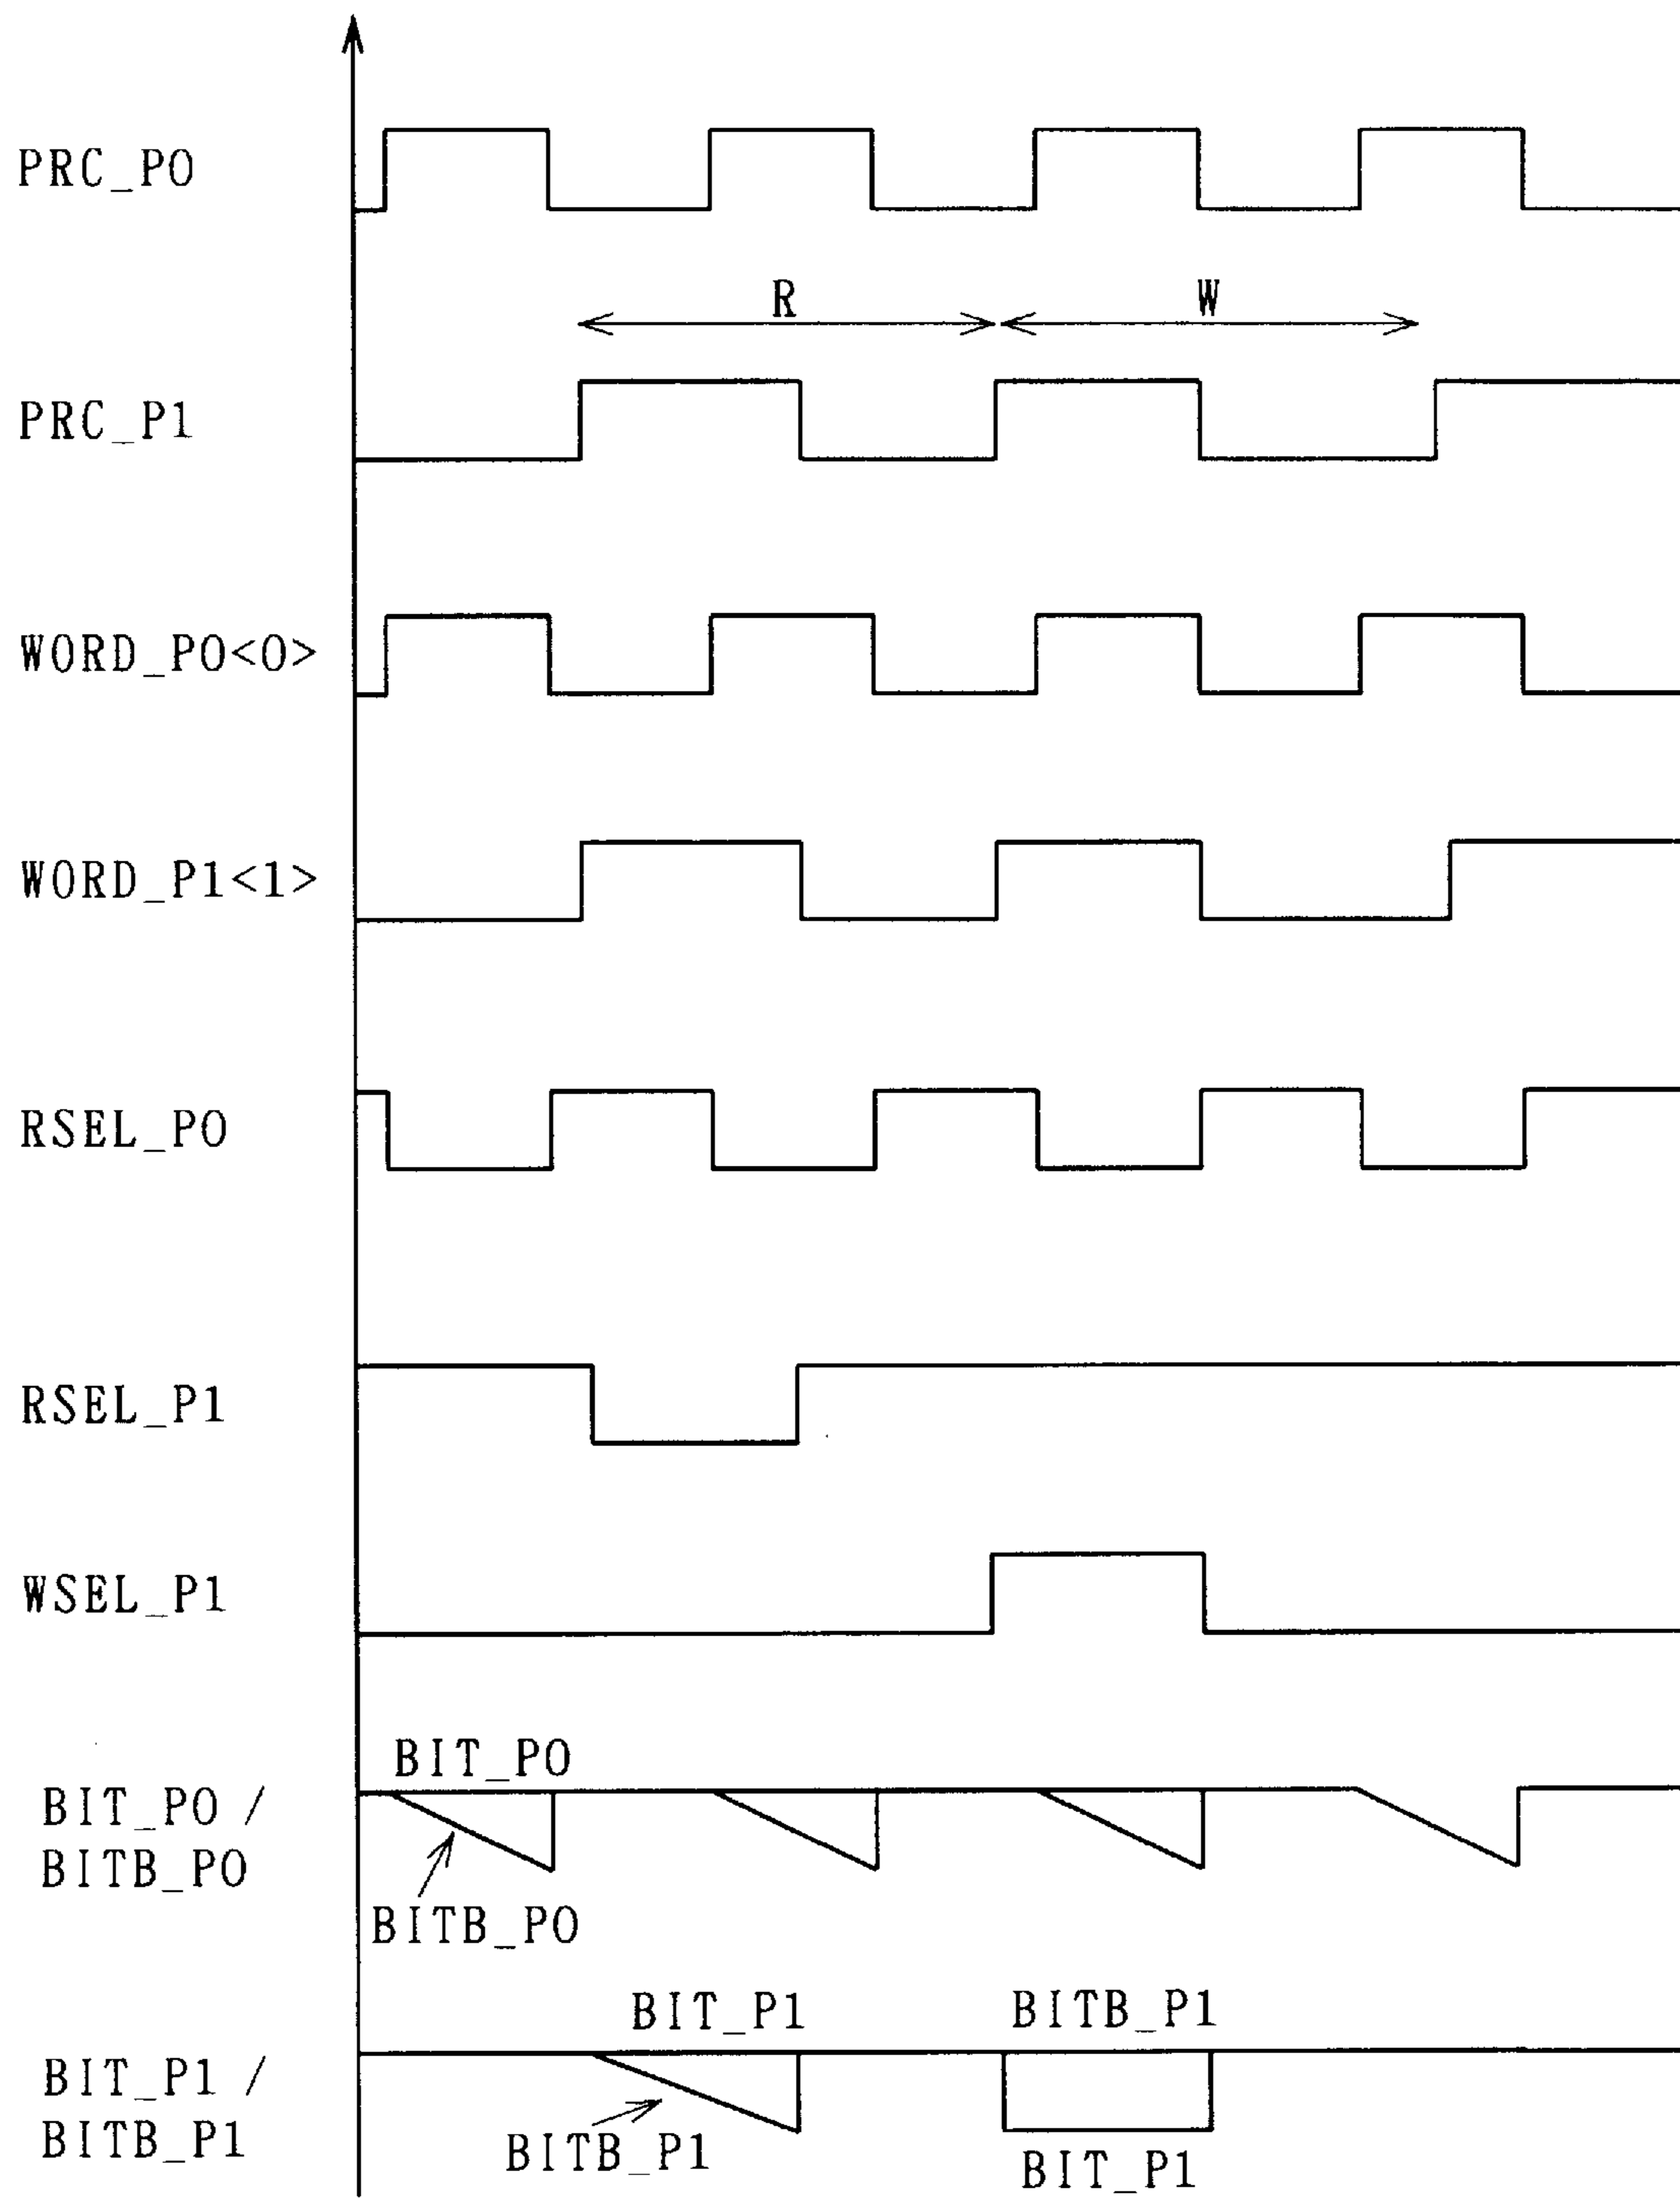 PRC_P0
R
W
PRC_P1
WORD_P0<0>
WORD_P1<1>
RSEL_P0
RSEL_P1
WSEL_P1
BIT_P0
BIT_P0 /
BITB_P0
BITB_P0
BIT_P1
BITB_P1
BIT_P1 /
BITB_P1
BITB_P1
BIT_P1